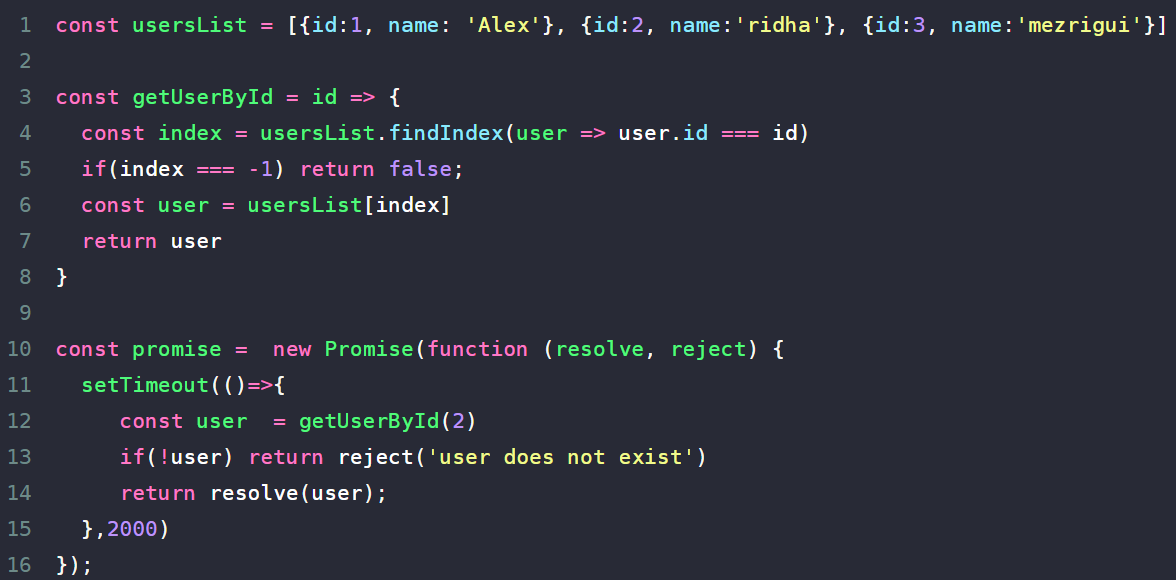 1 const usersList = [{id:1, name: 'Alex'}, {id:2, name:'ridha'}, {id:3, name:'mezrigui'}]
2
3 const getUserById = id => {
4   const index = usersList.findIndex(user => user.id === id)
5   if(index === -1) return false;
6   const user = usersList[index]
7   return user
8 }
9
10 const promise =  new Promise(function (resolve, reject) {
11   setTimeout(()=>{
12      const user  = getUserById(2)
13      if(!user) return reject('user does not exist')
14      return resolve(user);
15   },2000)
16 });